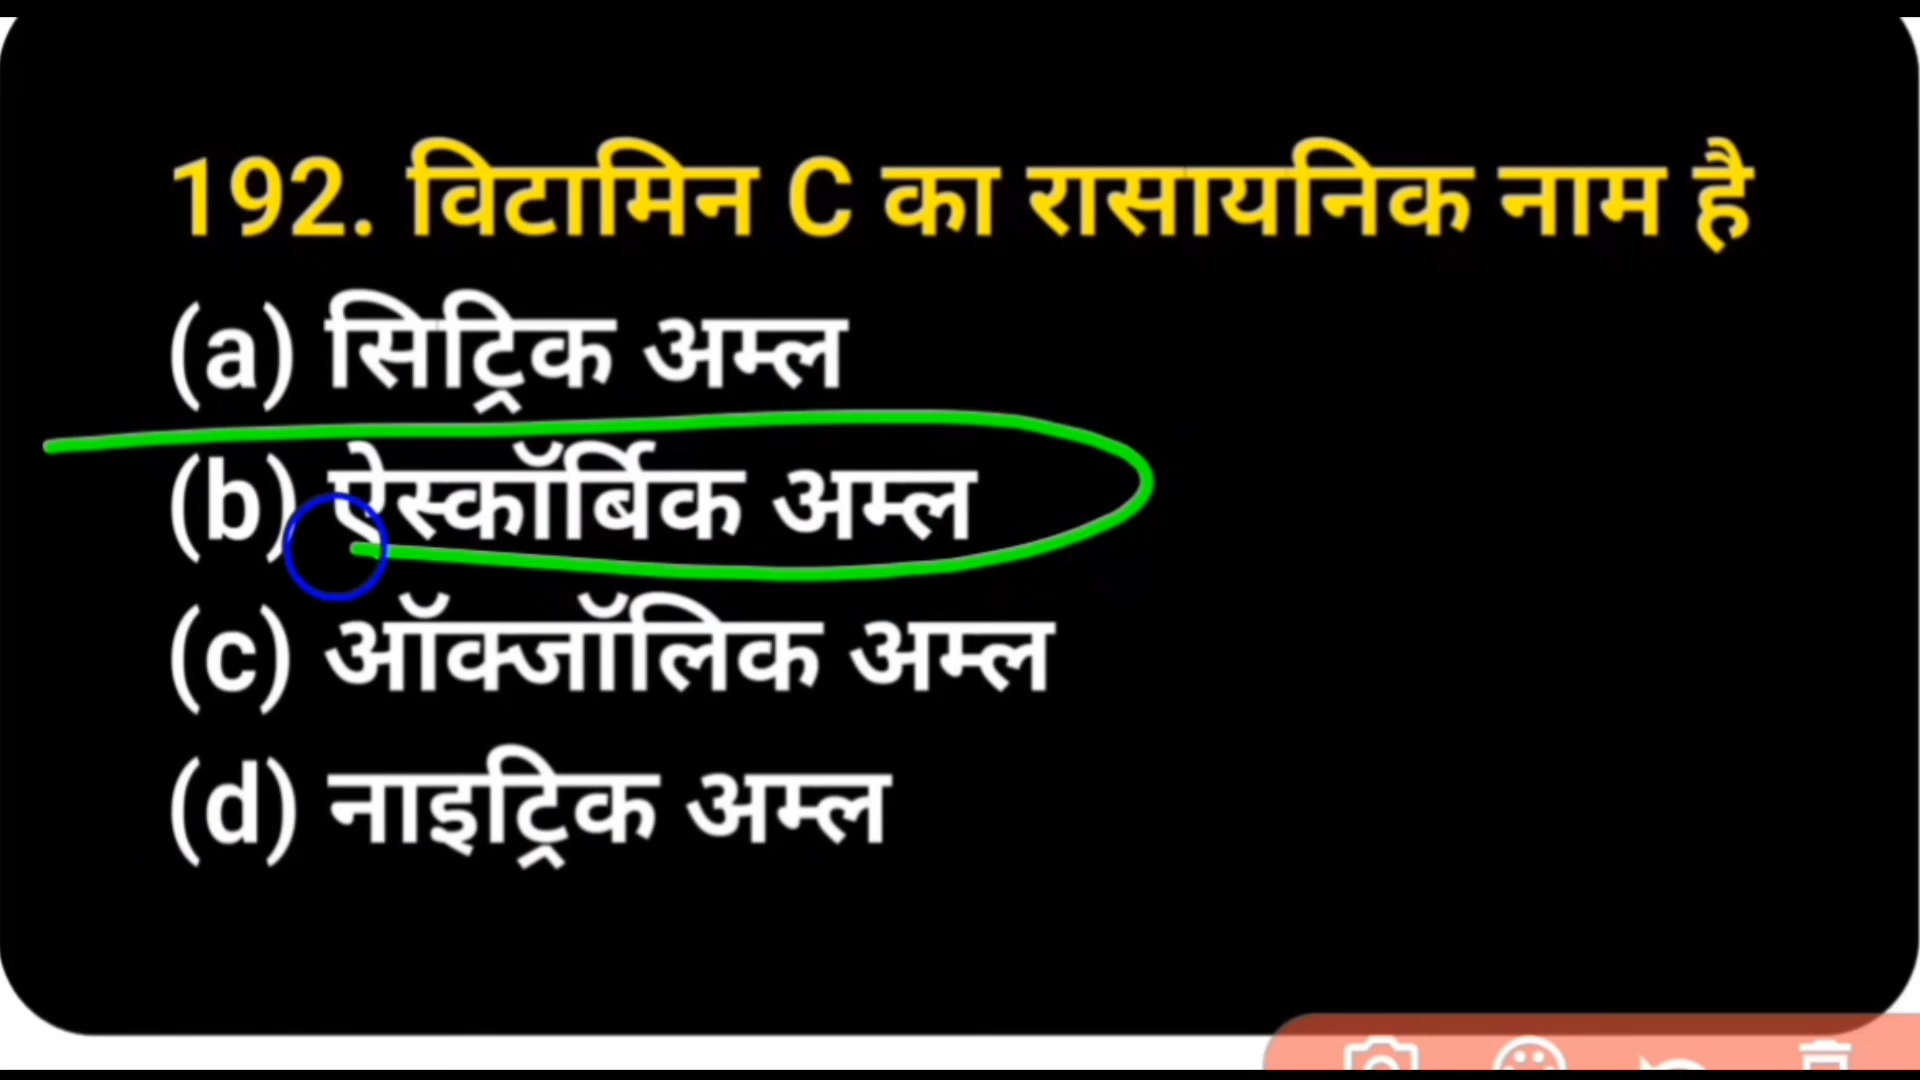 192. विटामिन C का रासायनिक नाम है
(a) सिट्रिक अम्ल
(b) ऐस्कॉर्बिक अम्ल
(c) ऑक्जॉलिक अम्ल
(d) नाइट्रिक अम्ल